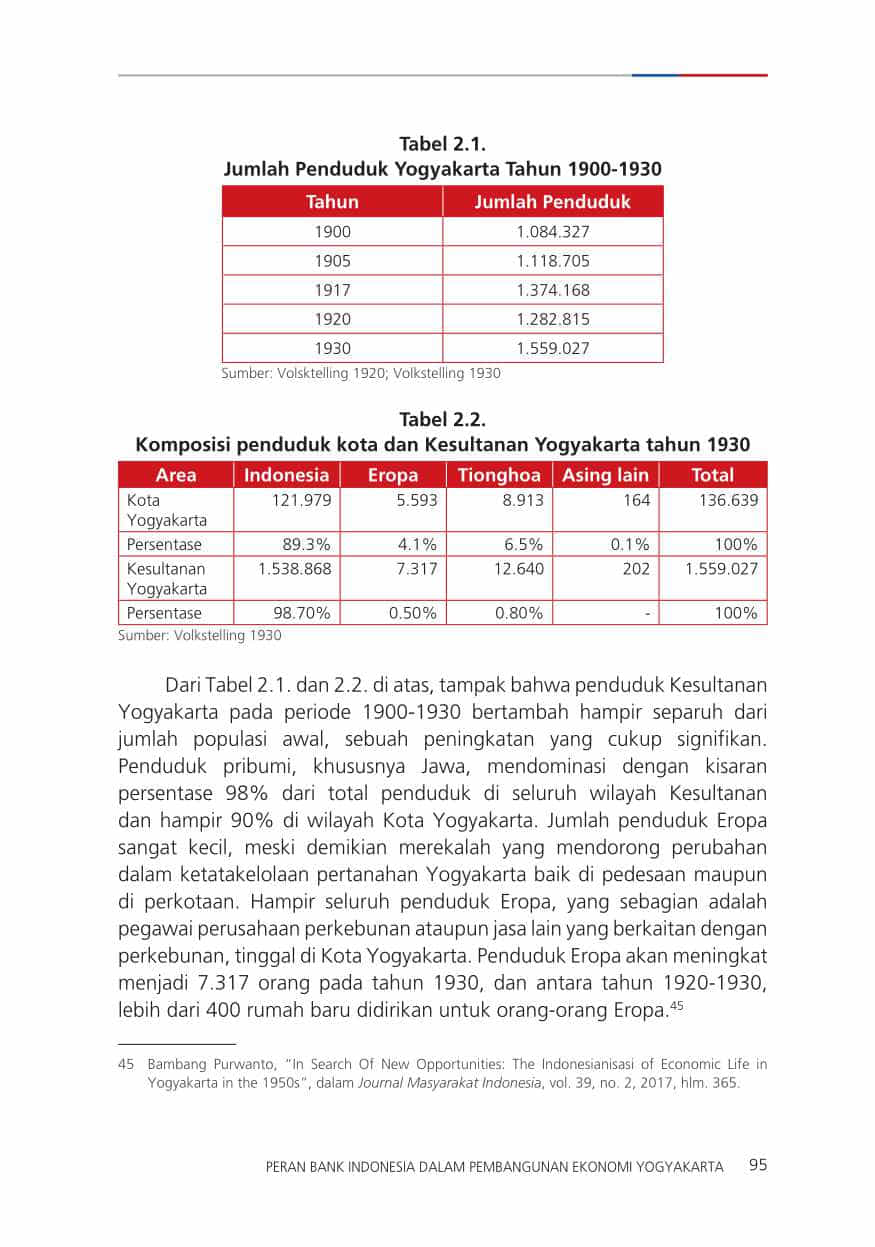 Tabel 2.1.
Jumlah Penduduk Yogyakarta Tahun 1900-1930
Tahun Jumlah Penduduk
1900 1.084.327
1905 1.118.705
1917 1.374.168
1920 1.282.815
1930 1.559.027
Sumber: Volsktelling 1920; Volkstelling 1930
Tabel 2.2.
Komposisi penduduk kota dan Kesultanan Yogyakarta tahun 1930
Area Indonesia Eropa Tionghoa Asing lain Total
Kota 121.979 5.593 8.913 164 136.639
Yogyakarta
Persentase 89.3% 4.1% 6.5% 0.1% 100%
Kesultanan 1.538.868 7.317 12.640 202 1.559.027
Yogyakarta
Persentase 98.70% 0.50% 0.80% - 100%
Sumber: Volkstelling 1930
Dari Tabel 2.1. dan 2.2. di atas, tampak bahwa penduduk Kesultanan
Yogyakarta pada periode 1900-1930 bertambah hampir separuh dari
jumlah populasi awal, sebuah peningkatan yang cukup signifikan.
Penduduk pribumi, khususnya Jawa, mendominasi dengan kisaran
persentase 98% dari total penduduk di seluruh wilayah Kesultanan
dan hampir 90% di wilayah Kota Yogyakarta. Jumlah penduduk Eropa
sangat kecil, meski demikian merekalah yang mendorong perubahan
dalam ketatakelolaan pertanahan Yogyakarta baik di pedesaan maupun
di perkotaan. Hampir seluruh penduduk Eropa, yang sebagian adalah
pegawai perusahaan perkebunan ataupun jasa lain yang berkaitan dengan
perkebunan, tinggal di Kota Yogyakarta. Penduduk Eropa akan meningkat
menjadi 7.317 orang pada tahun 1930, dan antara tahun 1920-1930,
lebih dari 400 rumah baru didirikan untuk orang-orang Eropa.45
45 Bambang Purwanto, “In Search Of New Opportunities: The Indonesianisasi of Economic Life in
Yogyakarta in the 1950s”, dalam Journal Masyarakat Indonesia, vol. 39, no. 2, 2017, hlm. 365.
PERAN BANK INDONESIA DALAM PEMBANGUNAN EKONOMI YOGYAKARTA 95